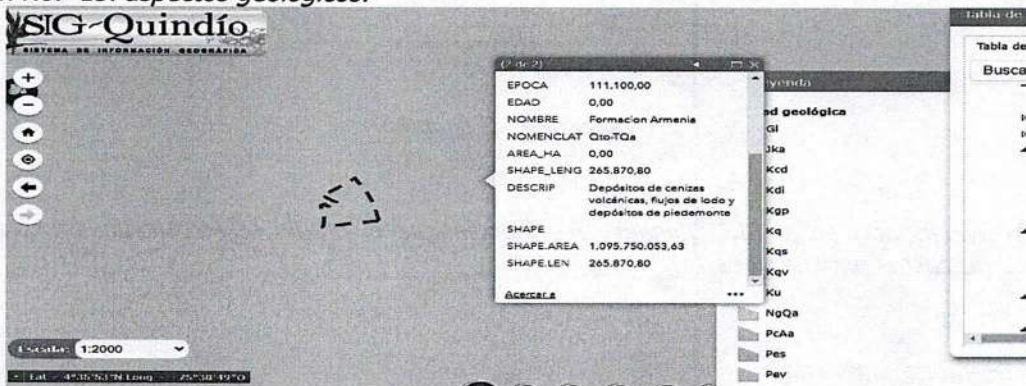 SIG-Quindío
SISTEMA DE INFORMACIÓN GEOGRÁFICA
(2 de 2)
EPOCA 111.100,00
EDAD 0,00
NOMBRE Formacion Armenia
NOMENCLAT Qto-TQa
AREA_HA 0,00
SHAPE_LENG 265.870,80
DESCRIP Depósitos de cenizas
volcánicas, flujos de lodo y
depósitos de piedemonte
SHAPE
SHAPE.AREA 1,095.750.053,63
SHAPE.LEN 265.870,80
Acercar a
...
yenda
d geológica
GI
Jka
Kcd
Kdi
Kgp
Kq
Kqs
Kqv
Ku
NgQa
PcAa
Pes
Pev
Tabla de
Tabla de
Busca
Escala: 1:2000